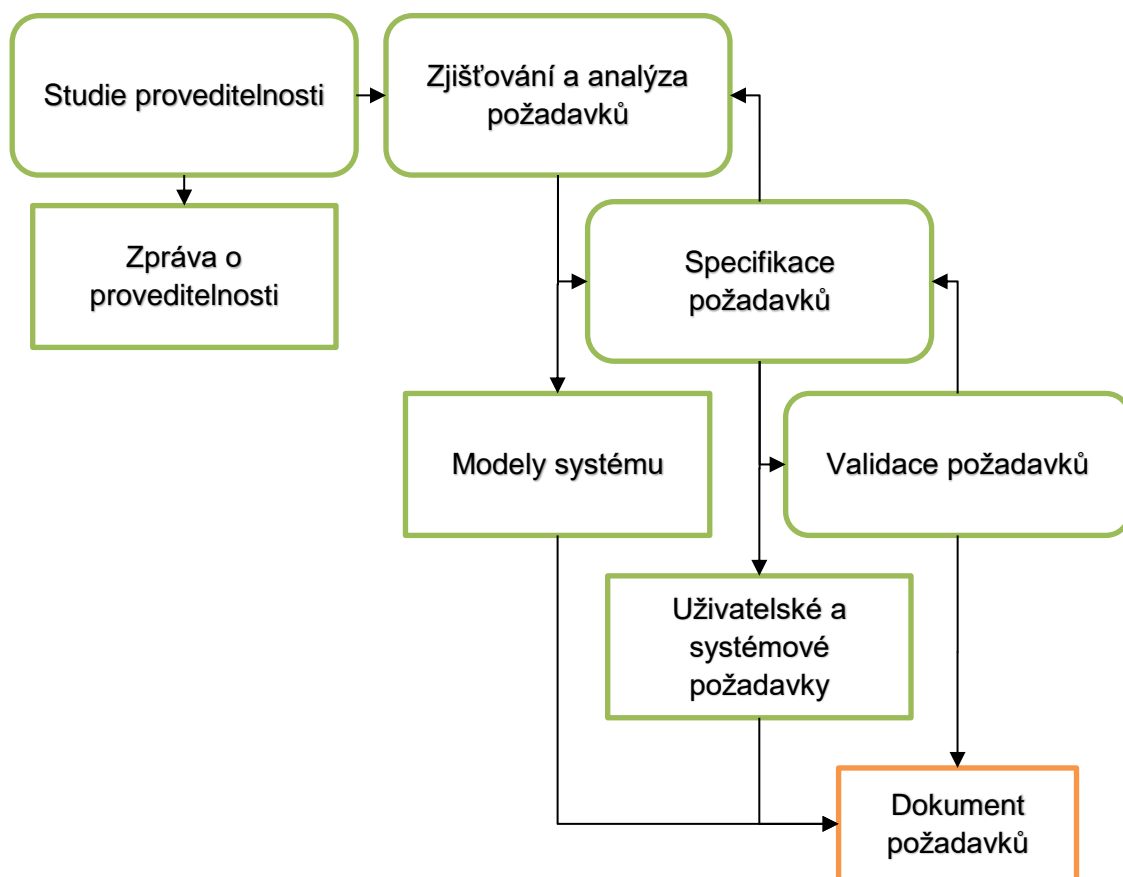 Studie proveditelnosti
Zjišťování a analýza
požadavků
Zpráva o
proveditelnosti
Specifikace
požadavků
Modely systému
Validace požadavků
Uživatelské a
systémové
požadavky
Dokument
požadavků